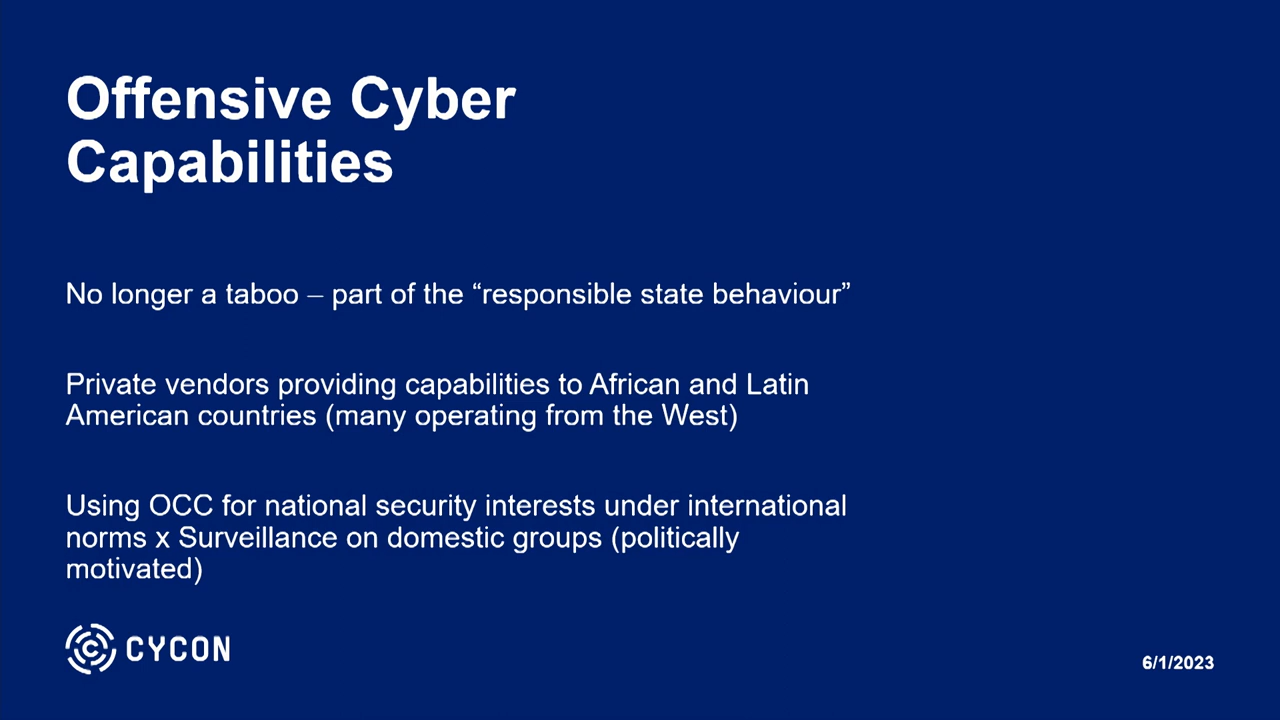 Offensive Cyber
Capabilities
No longer a taboo – part of the “responsible state behaviour”
Private vendors providing capabilities to African and Latin
American countries (many operating from the West)
Using OCC for national security interests under international
norms x Surveillance on domestic groups (politically
motivated)
CYCON
6/1/2023